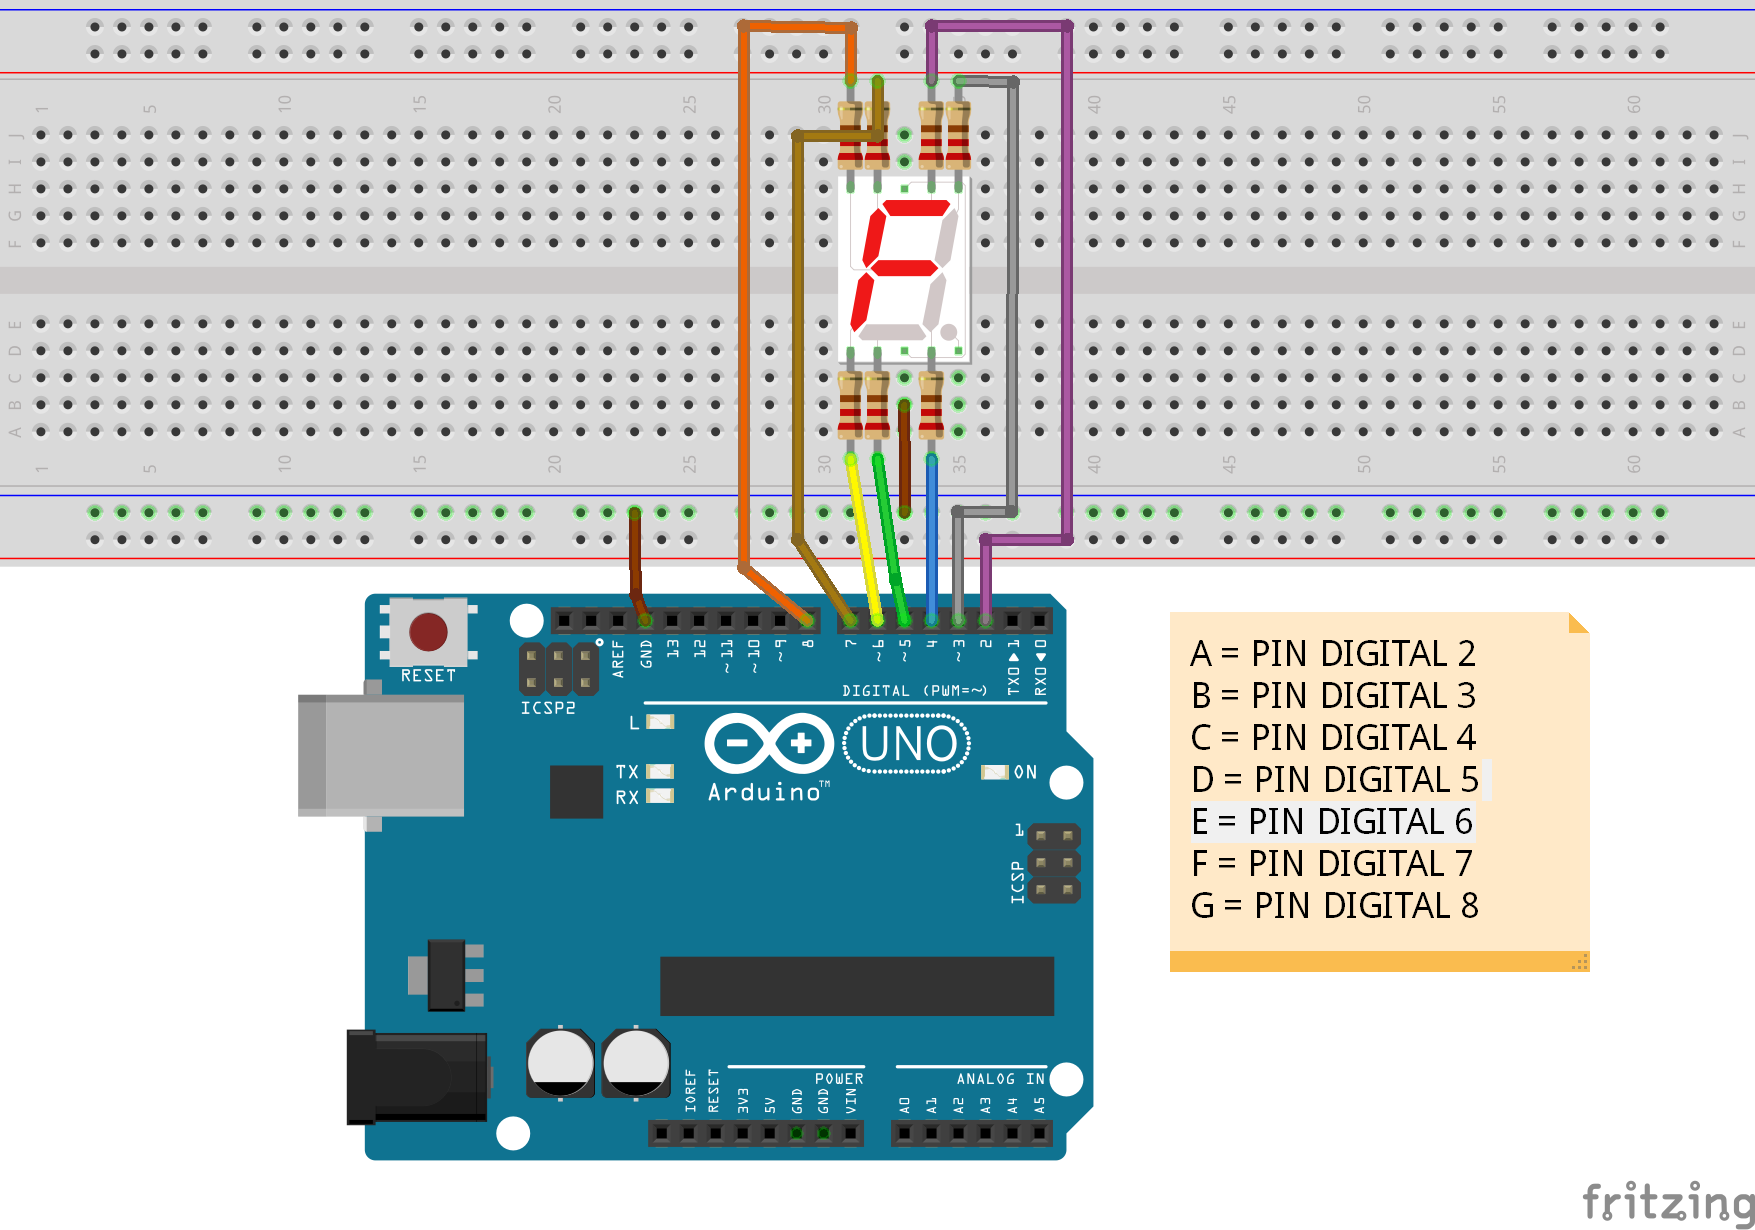 1 5 10 15 20 25 30 35 40 45 50 55 60
J J
I I
H H
G G
F F
E E
D D
C C
B B
A A
1 5 10 15 20 25 30 35 40 45 50 55 60
RESET
ICSP2
AREF
GND
13
12
~11
~10
~9
8
7
~6
~5
4
~3
2
TX0▶1
RX0◀0
DIGITAL (PWM=~)
L
TX
RX
UNO
Arduino™
ON
1
ICSP
A = PIN DIGITAL 2
B = PIN DIGITAL 3
C = PIN DIGITAL 4
D = PIN DIGITAL 5
E = PIN DIGITAL 6
F = PIN DIGITAL 7
G = PIN DIGITAL 8
POWER
ANALOG IN
IOREF
RESET
3V3
5V
GND
GND
VIN
A0
A1
A2
A3
A4
A5
fritzing